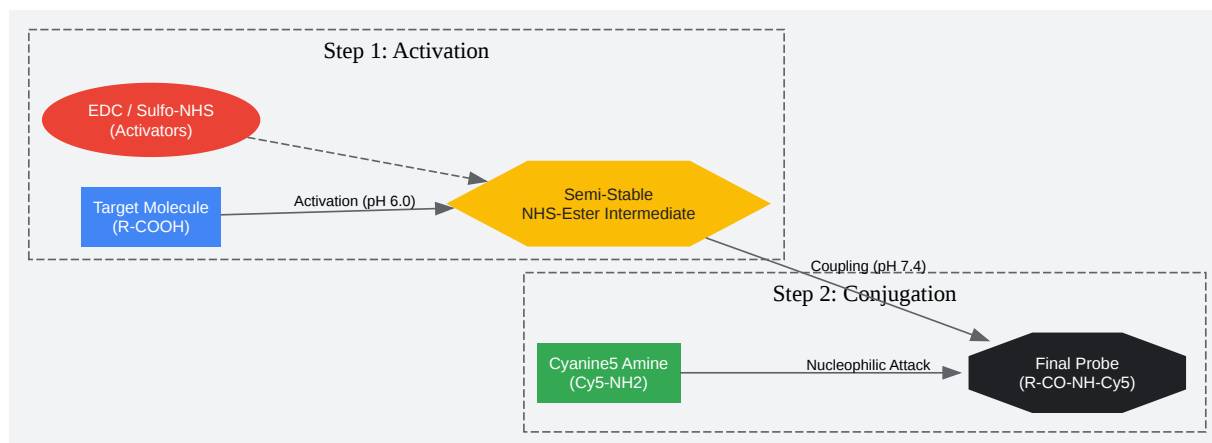 Step 1: Activation
EDC / Sulfo-NHS
(Activators)
Target Molecule
(R-COOH)
Activation (pH 6.0)
Semi-Stable
NHS-Ester Intermediate
Coupling (pH 7.4)
Step 2: Conjugation
Cyanine5 Amine
(Cy5-NH2)
Nucleophilic Attack
Final Probe
(R-CO-NH-Cy5)